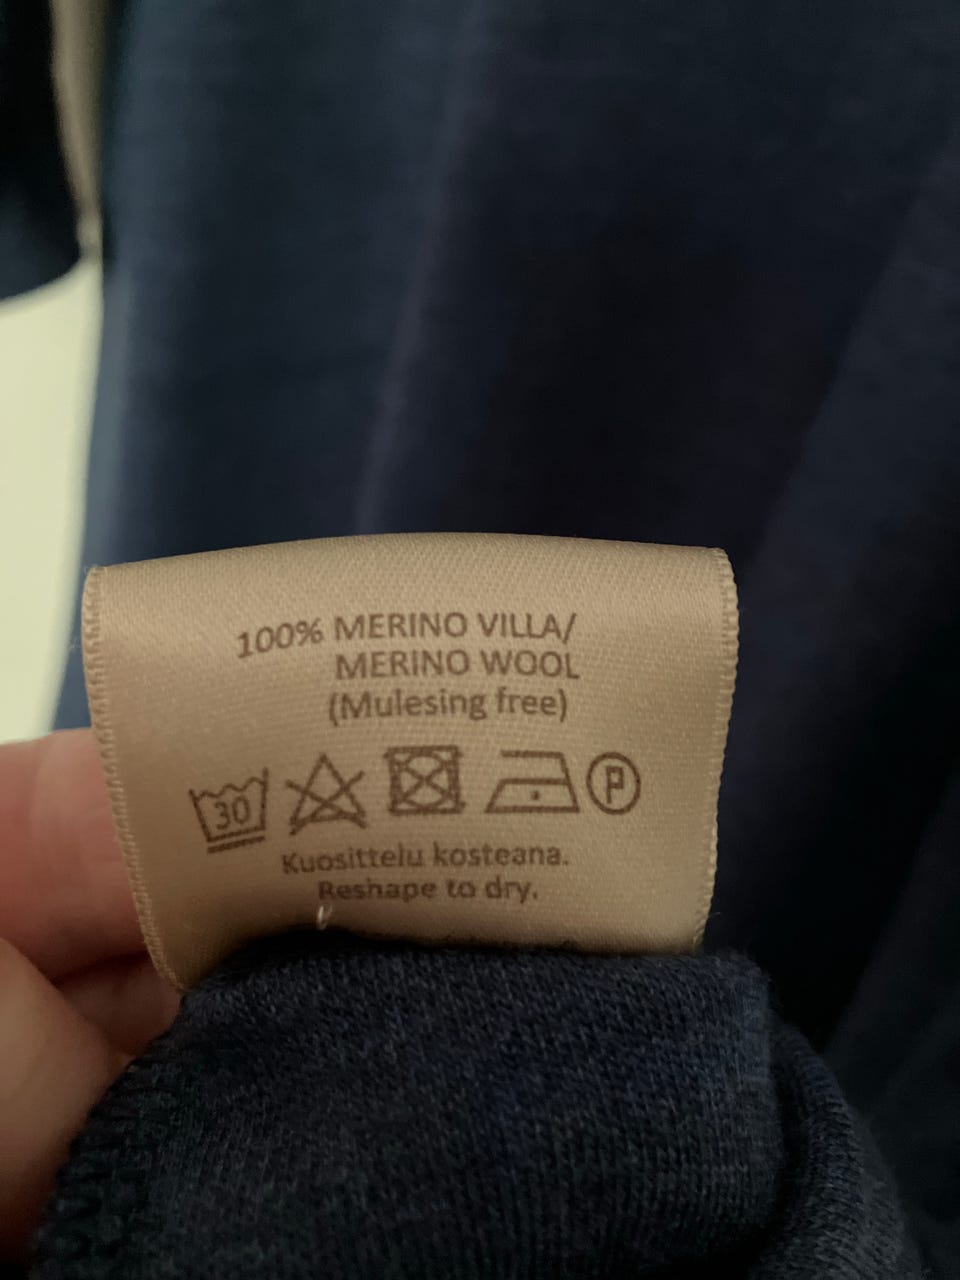 100% MERINO VILLA/
MERINO WOOL
(Mulesing free)
30 P
Kuosittelu kosteana.
Reshape to dry.